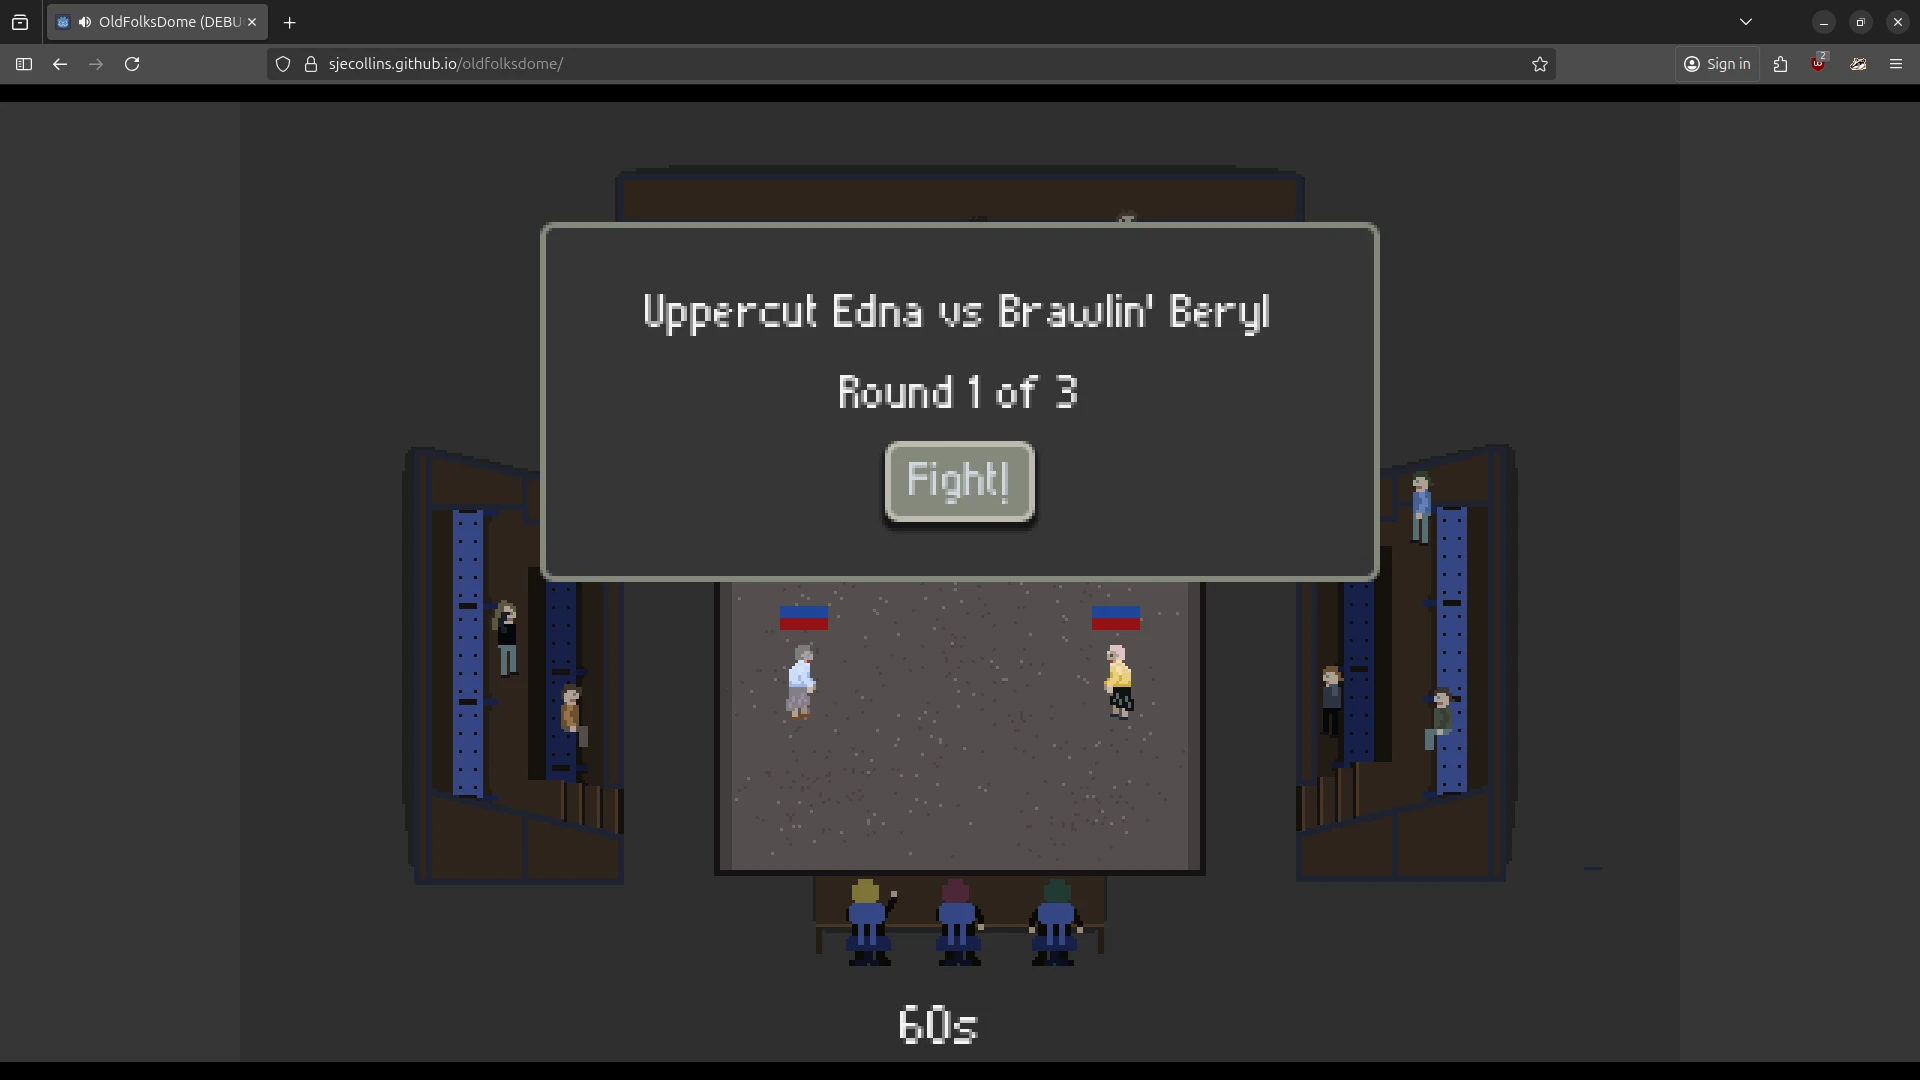 OldFolksDome (DEBU
sjecollins.github.io/oldfolksdome/
Sign in
2
Uppercut Edna vs Brawlin' Beryl
Round 1 of 3
Fight!
60s